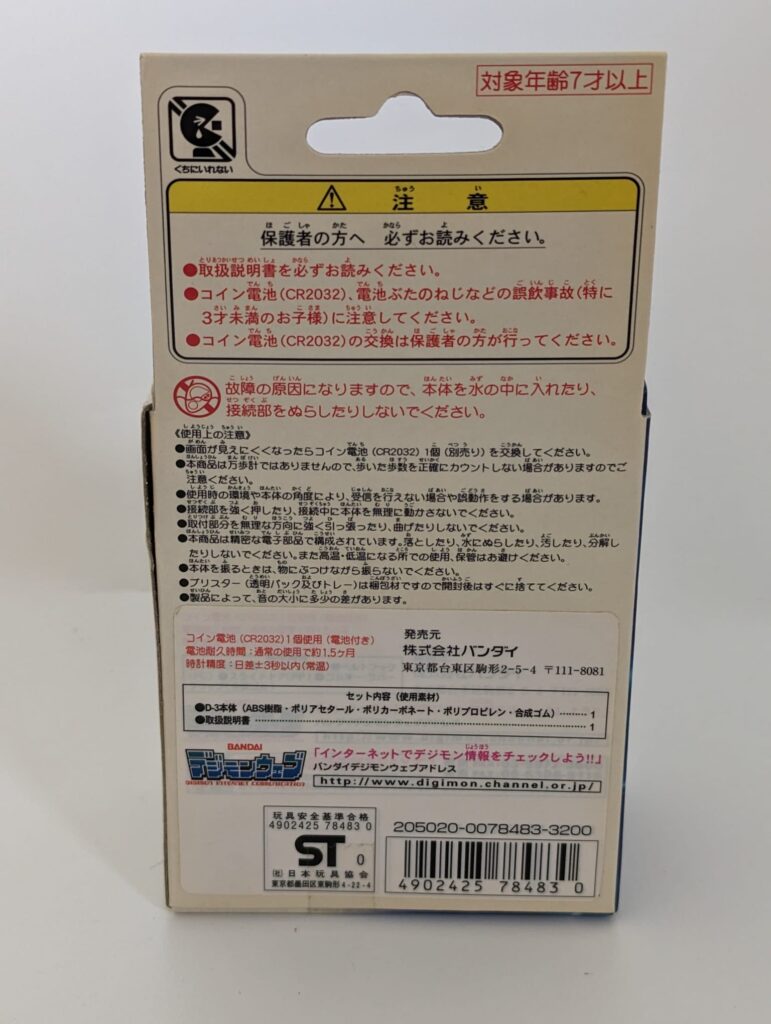 対象年齢7才以上
くちにいれない
注意
保護者の方へ 必ずお読みください。
●取扱説明書を必ずお読みください。
●コイン電池(CR2032)、電池ぶたのねじなどの誤飲事故(特に
3才未満のお子様)に注意してください。
●コイン電池(CR2032)の交換は保護者の方が行ってください。
故障の原因になりますので、本体を水の中に入れたり、
接続部をぬらしたりしないでください。
《使用上の注意》
●画面が見えにくくなったらコイン電池(CR2032)1個(別売り)を交換してください。
●本商品は万歩計ではありませんので、歩いた歩数を正確にカウントしない場合がありますのでご
注意ください。
●使用時の環境や本体の角度により、受信を行えない場合や誤動作をする場合があります。
●接続部を強く押したり、接続中に本体を無理に動かさないでください。
●取付部分を無理な方向に強く引っ張ったり、曲げたりしないでください。
●本商品は精密な電子部品で構成されています。落としたり、水にぬらしたり、汚したり、分解し
たりしないでください。また高温・低温になる所での使用、保管はお避けください。
●本体を振るときは、物にぶつけながら振らないでください。
●ブリスター(透明パック及びトレー)は梱包材ですので開封後はすぐに捨ててください。
●製品によって、音の大小に多少の差があります。
コイン電池(CR2032)1個使用(電池付き)
電池耐久時間:通常の使用で約1.5ヶ月
時計精度:日差±3秒以内(常温)
発売元
株式会社バンダイ
東京都台東区駒形2-5-4 〒111-8081
セット内容(使用素材)
●D-3本体(ABS樹脂・ポリアセタール・ポリカーボネート・ポリプロピレン・合成ゴム)………1
●取扱説明書………1
BANDAI
デジモンウェブ
DIGIMON INTERNET COMMUNICATION
「インターネットでデジモン情報をチェックしよう!!」
バンダイデジモンウェブアドレス
http://www.digimon.channel.or.jp/
玩具安全基準合格
4902425 78483 0
ST 0
(社)日本玩具協会
東京都墨田区東駒形4-22-4
205020-0078483-3200
4902425 78483 0